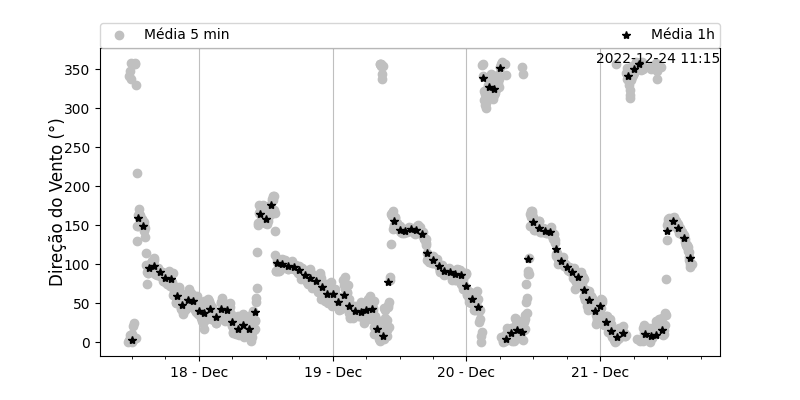 Média 5 min
Média 1h
2022-12-24 11:15
Direção do Vento (°)
350
300
250
200
150
100
50
0
18 - Dec
19 - Dec
20 - Dec
21 - Dec